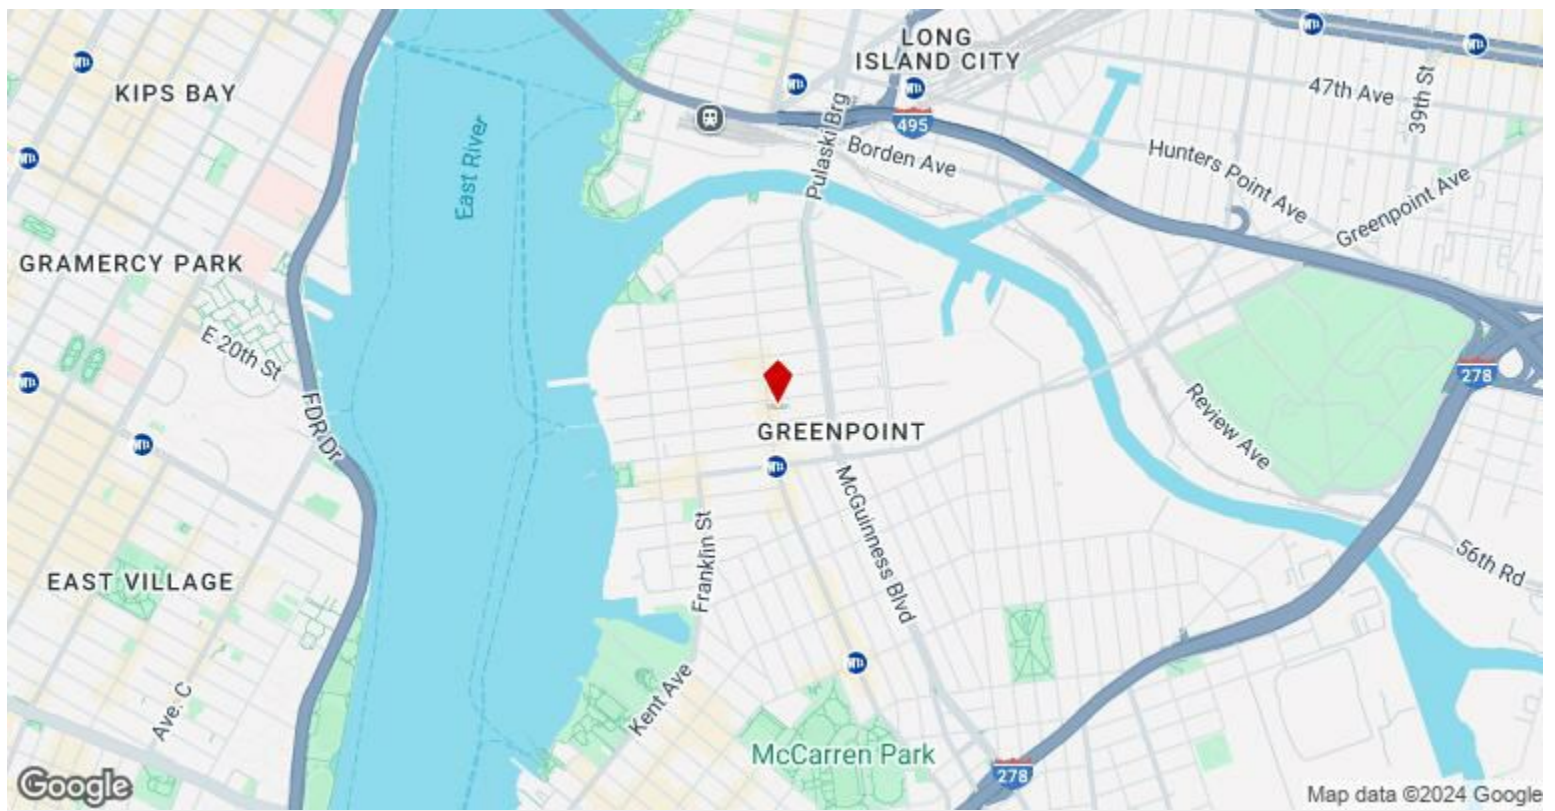 LONG
ISLAND CITY
KIPS BAY
47th Ave
39th St
Pulaski Brg
495
Borden Ave
East River
Hunters Point Ave
Greenpoint Ave
GRAMERCY PARK
E 20th St
278
FDR Dr
Review Ave
GREENPOINT
McGuinness Blvd
Franklin St
56th Rd
EAST VILLAGE
Kent Ave
Ave. C
McCarren Park
278
Google
Map data ©2024 Google